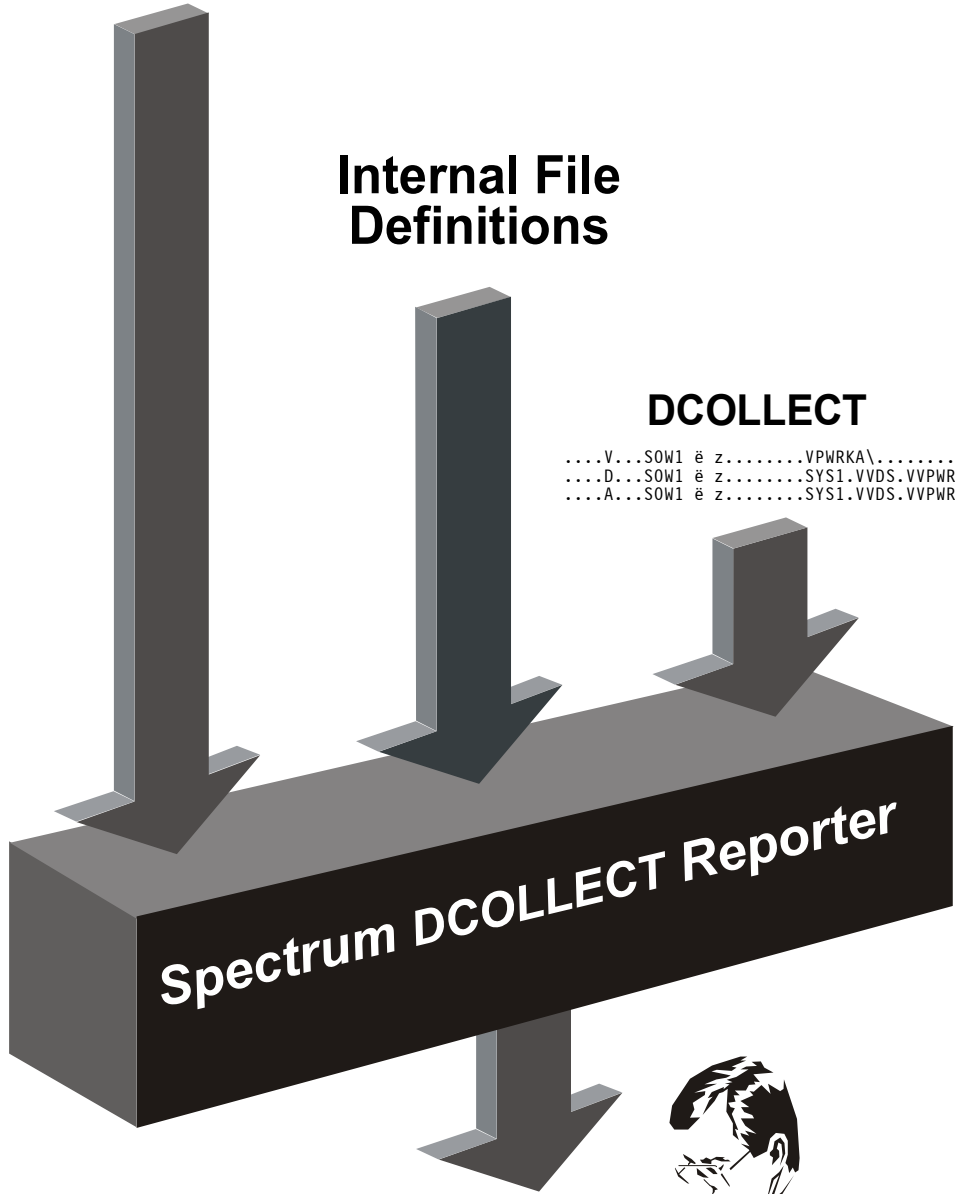 Internal File
Definitions
DCOLLECT
....V...SOW1 ë z........VPWRKA\........
....D...SOW1 ë z........SYS1.VVDS.VVPWR
....A...SOW1 ë z........SYS1.VVDS.VVPWR
Spectrum DCOLLECT Reporter